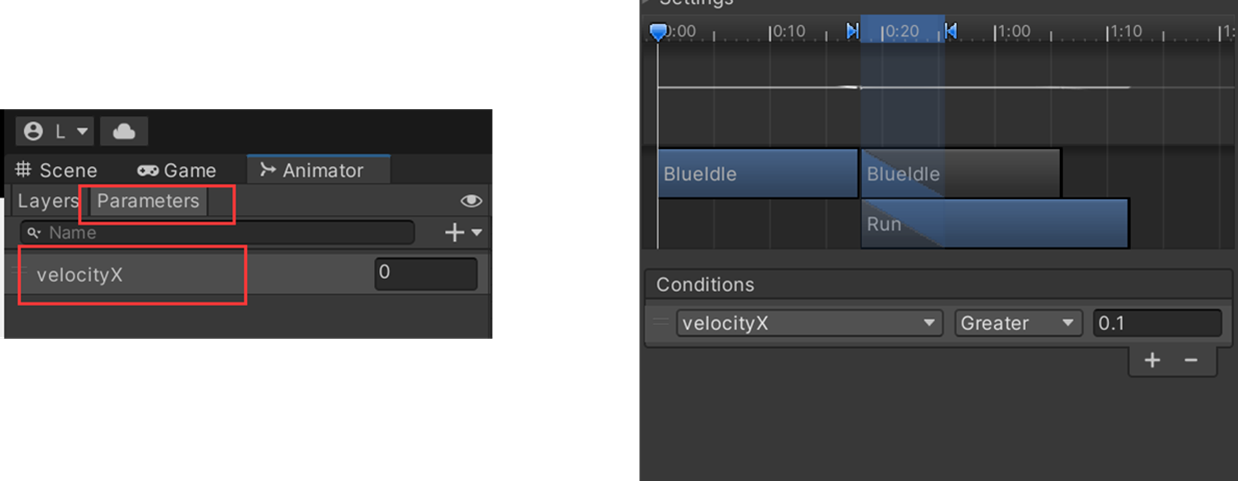 L
Scene Game Animator
Layers Parameters
Name
velocityX 0
Settings
0:00 0:10 0:20 1:00 1:10 1:
BlueIdle BlueIdle
Run
Conditions
velocityX Greater 0.1